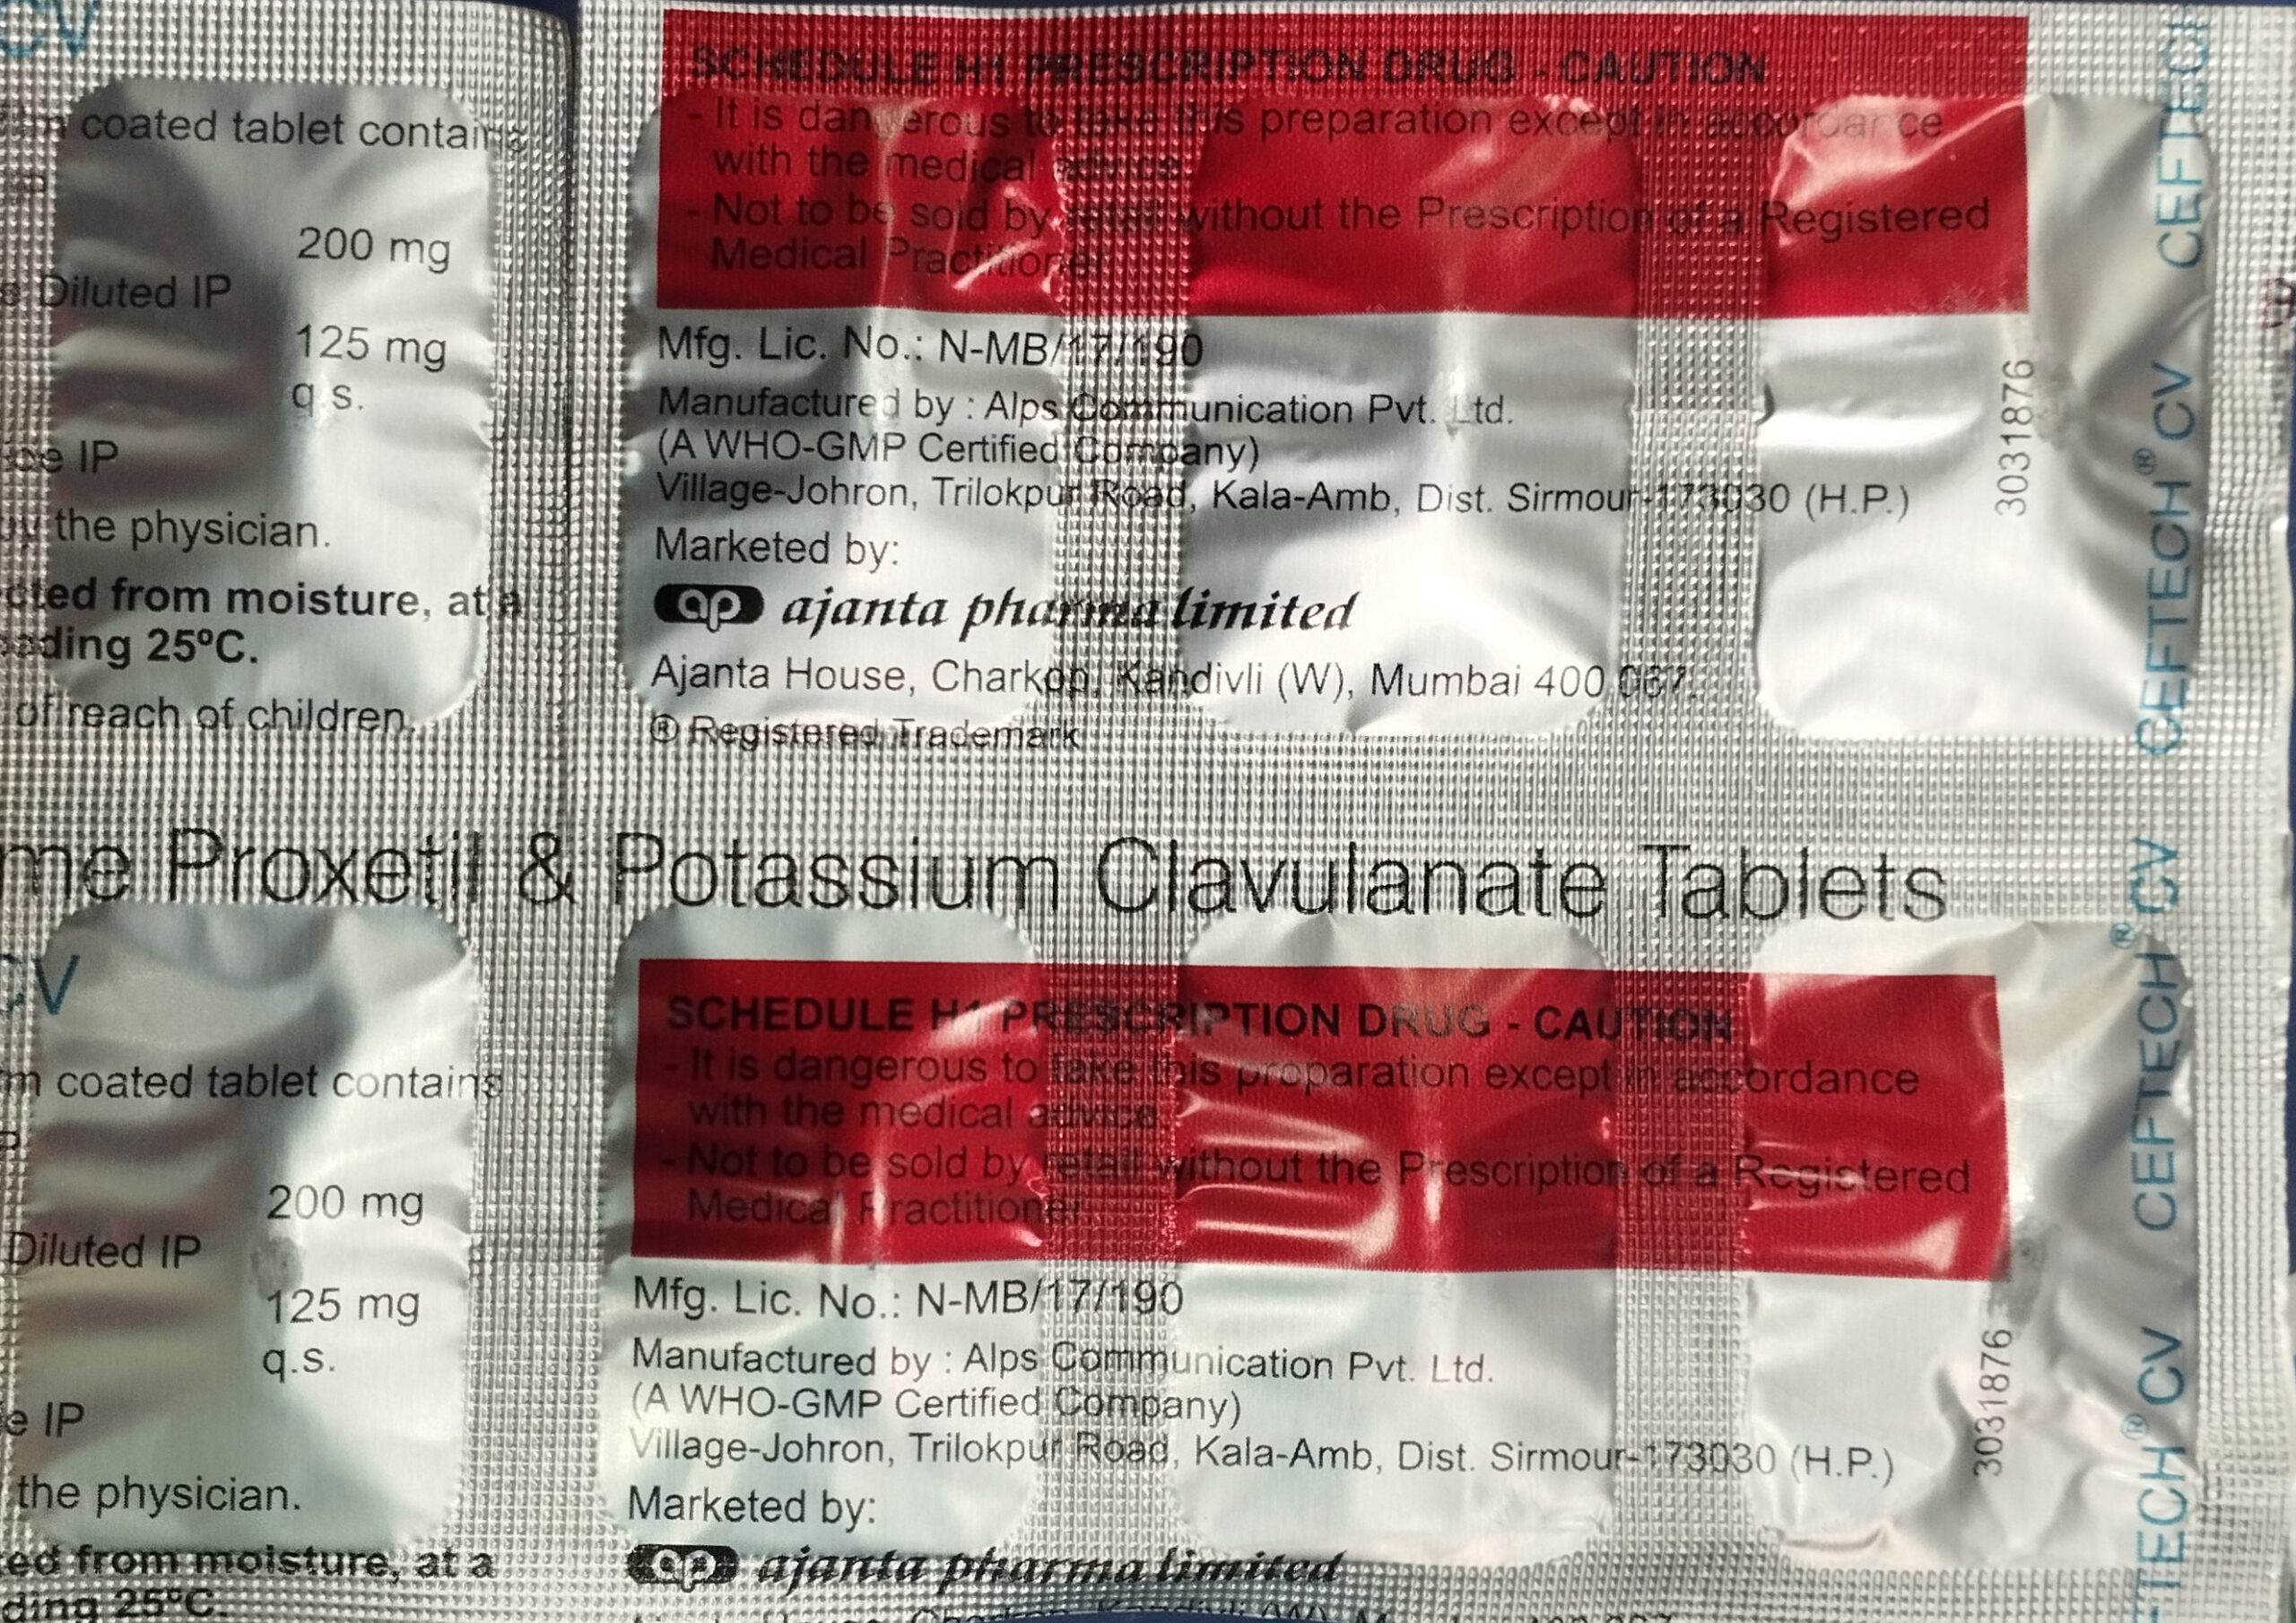 CV
coated tablet contains
200 mg
Diluted IP
125 mg
q.s.
IP
the physician.
from moisture, at a
25°C.
of reach of children.
SCHEDULE H1 PRESCRIPTION DRUG - CAUTION
- It is dangerous to take this preparation except in accordance
with the medical advice.
- Not to be sold by retail without the Prescription of a Registered
Medical Practitioner.
Mfg. Lic. No.: N-MB/17/190
Manufactured by : Alps Communication Pvt. Ltd.
(A WHO-GMP Certified Company)
Village-Johron, Trilokpur Road, Kala-Amb, Dist. Sirmour-173030 (H.P.)
Marketed by:
ap ajanta pharma limited
Ajanta House, Charkop, Kandivli (W), Mumbai 400 067.
® Registered Trademark
3031876
Proxetil & Potassium Clavulanate Tablets
CV
coated tablet contains
200 mg
Diluted IP
125 mg
q.s.
IP
the physician.
from moisture, at a
25°C.
SCHEDULE H1 PRESCRIPTION DRUG - CAUTION
- It is dangerous to take this preparation except in accordance
with the medical advice.
- Not to be sold by retail without the Prescription of a Registered
Medical Practitioner.
Mfg. Lic. No.: N-MB/17/190
Manufactured by : Alps Communication Pvt. Ltd.
(A WHO-GMP Certified Company)
Village-Johron, Trilokpur Road, Kala-Amb, Dist. Sirmour-173030 (H.P.)
Marketed by:
ap ajanta pharma limited
3031876
CEFTECH® CV CEFTECH® CV CEFTECH® CV CEFTECH